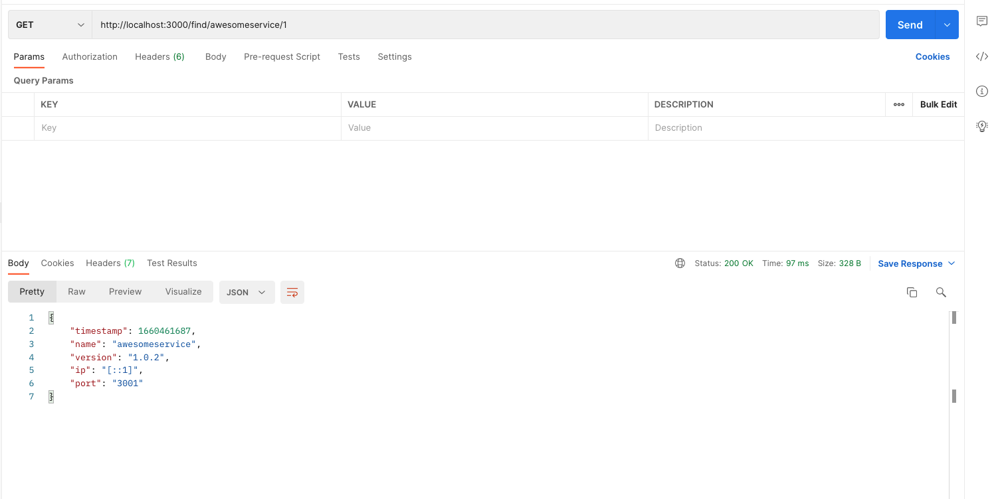 GET http://localhost:3000/find/awesomeservice/1 Send
Params Authorization Headers (6) Body Pre-request Script Tests Settings Cookies
Query Params
KEY VALUE DESCRIPTION ooo Bulk Edit
Key Value Description
Body Cookies Headers (7) Test Results Status: 200 OK Time: 97 ms Size: 328 B Save Response
Pretty Raw Preview Visualize JSON
1 {
2 "timestamp": 1660461687,
3 "name": "awesomeservice",
4 "version": "1.0.2",
5 "ip": "[::1]",
6 "port": "3001"
7 }